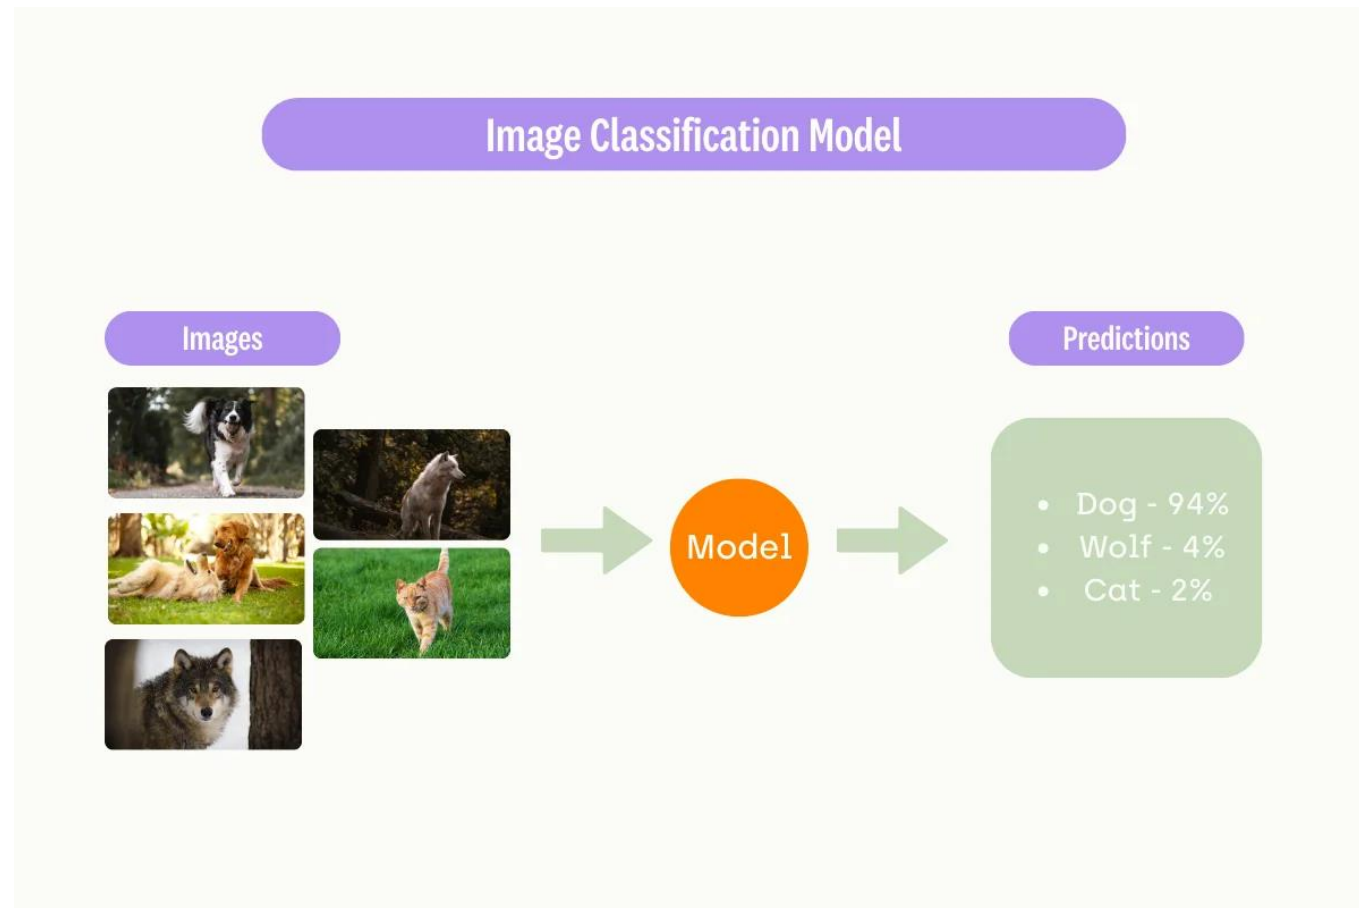 Image Classification Model
Images
Predictions
Model
• Dog - 94%
• Wolf - 4%
• Cat - 2%